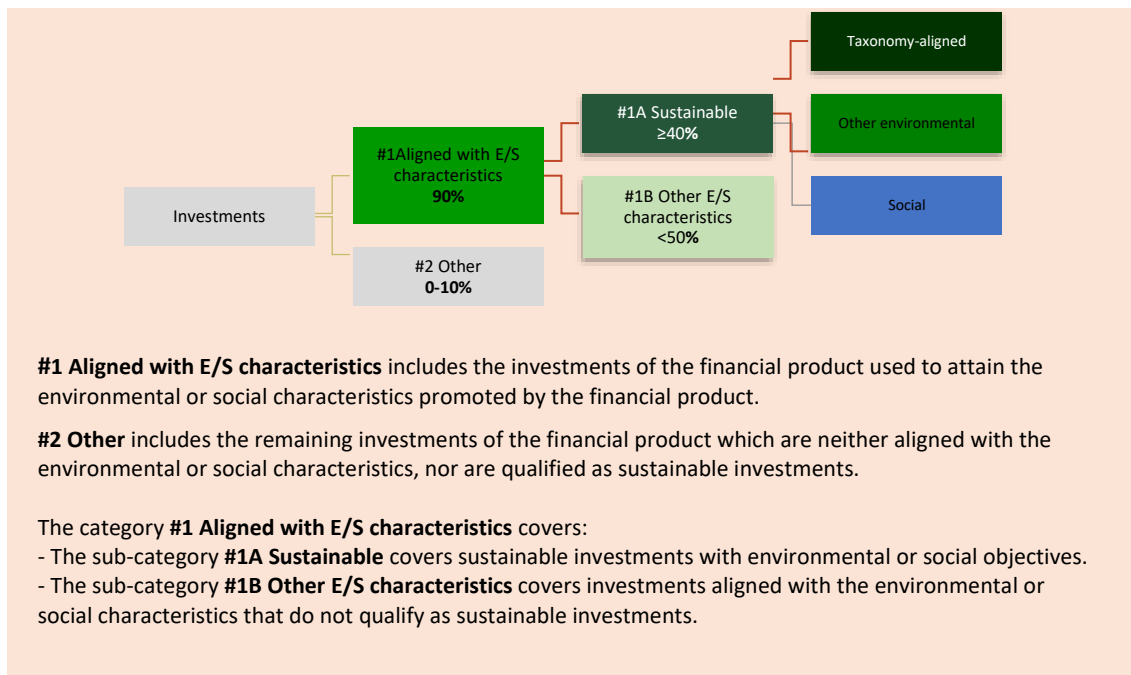 Taxonomy-aligned
#1A Sustainable
≥40%
Other environmental
#1Aligned with E/S
characteristics
90%
Investments
#1B Other E/S
characteristics
<50%
Social
#2 Other
0-10%
#1 Aligned with E/S characteristics includes the investments of the financial product used to attain the
environmental or social characteristics promoted by the financial product.
#2 Other includes the remaining investments of the financial product which are neither aligned with the
environmental or social characteristics, nor are qualified as sustainable investments.
The category #1 Aligned with E/S characteristics covers:
- The sub-category #1A Sustainable covers sustainable investments with environmental or social objectives.
- The sub-category #1B Other E/S characteristics covers investments aligned with the environmental or
social characteristics that do not qualify as sustainable investments.